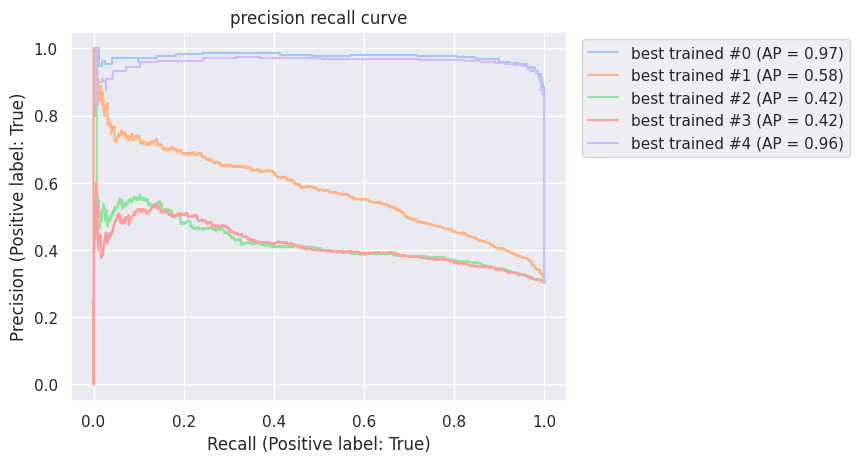 precision recall curve
best trained #0 (AP = 0.97)
best trained #1 (AP = 0.58)
best trained #2 (AP = 0.42)
best trained #3 (AP = 0.42)
best trained #4 (AP = 0.96)
Precision (Positive label: True)
1.0
0.8
0.6
0.4
0.2
0.0
0.0 0.2 0.4 0.6 0.8 1.0
Recall (Positive label: True)